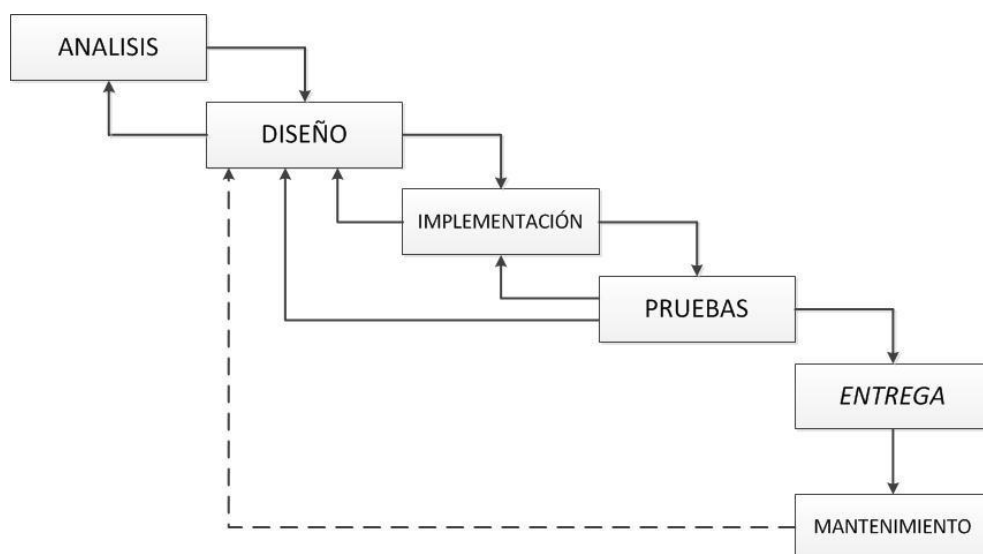 ANALISIS
DISEÑO
IMPLEMENTACIÓN
PRUEBAS
ENTREGA
MANTENIMIENTO